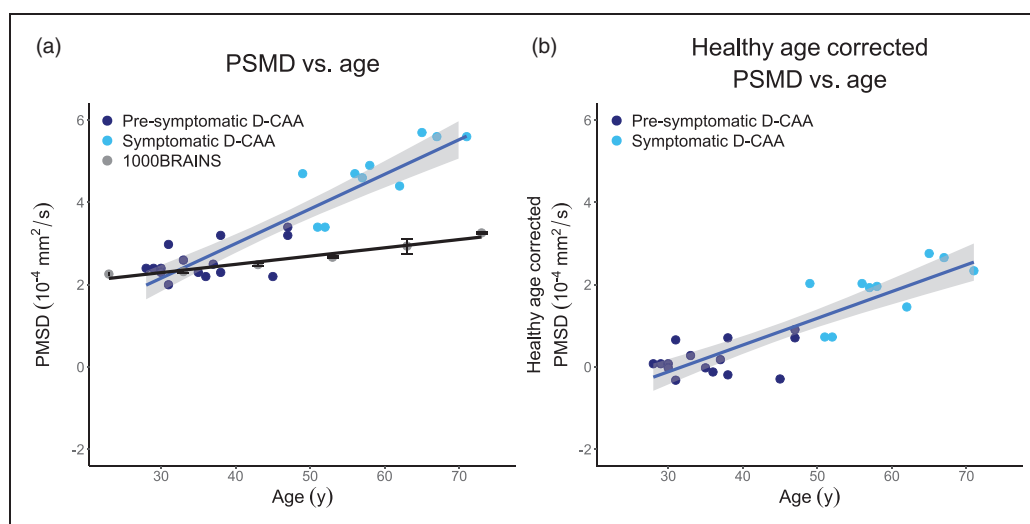 (a)
PSMD vs. age
Pre-symptomatic D-CAA
Symptomatic D-CAA
1000BRAINS
PMSD (10⁻⁴ mm²/s)
6
4
2
0
-2
30
40
50
60
70
Age (y)
(b)
Healthy age corrected
PSMD vs. age
Pre-symptomatic D-CAA
Symptomatic D-CAA
Healthy age corrected
PMSD (10⁻⁴ mm²/s)
6
4
2
0
-2
30
40
50
60
70
Age (y)